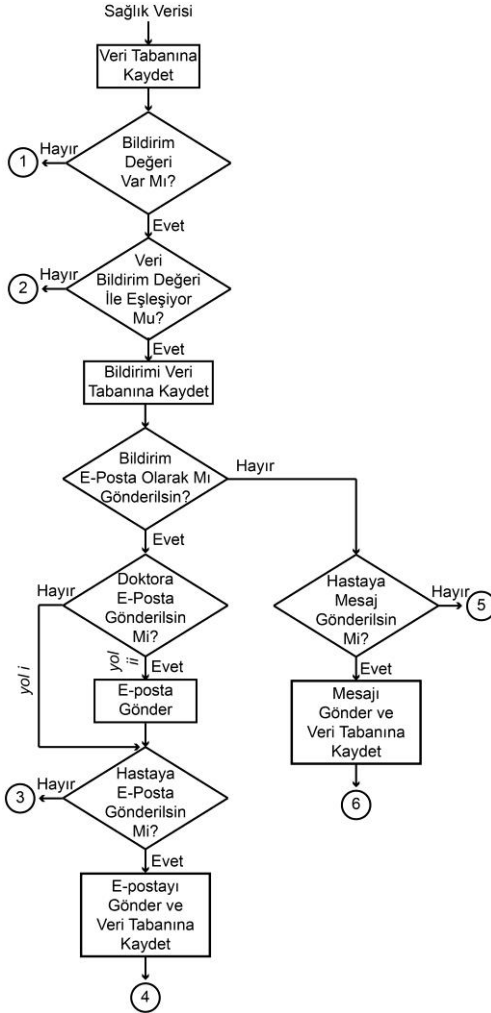 Sağlık Verisi
Veri Tabanına
Kaydet
Bildirim
Değeri
Var Mı?
Hayır
1
Evet
Veri
Bildirim Değeri
İle Eşleşiyor
Mu?
Hayır
2
Evet
Bildirimi Veri
Tabanına Kaydet
Bildirim
E-Posta Olarak Mı
Gönderilsin?
Hayır
Evet
Doktora
E-Posta
Gönderilsin
Mi?
Hayır
yol i
yol
ii
Evet
E-posta
Gönder
Hastaya
E-Posta
Gönderilsin
Mi?
Hayır
3
Evet
E-postayı
Gönder ve
Veri Tabanına
Kaydet
4
Hastaya
Mesaj
Gönderilsin
Mi?
Hayır
5
Evet
Mesajı
Gönder ve
Veri Tabanına
Kaydet
6